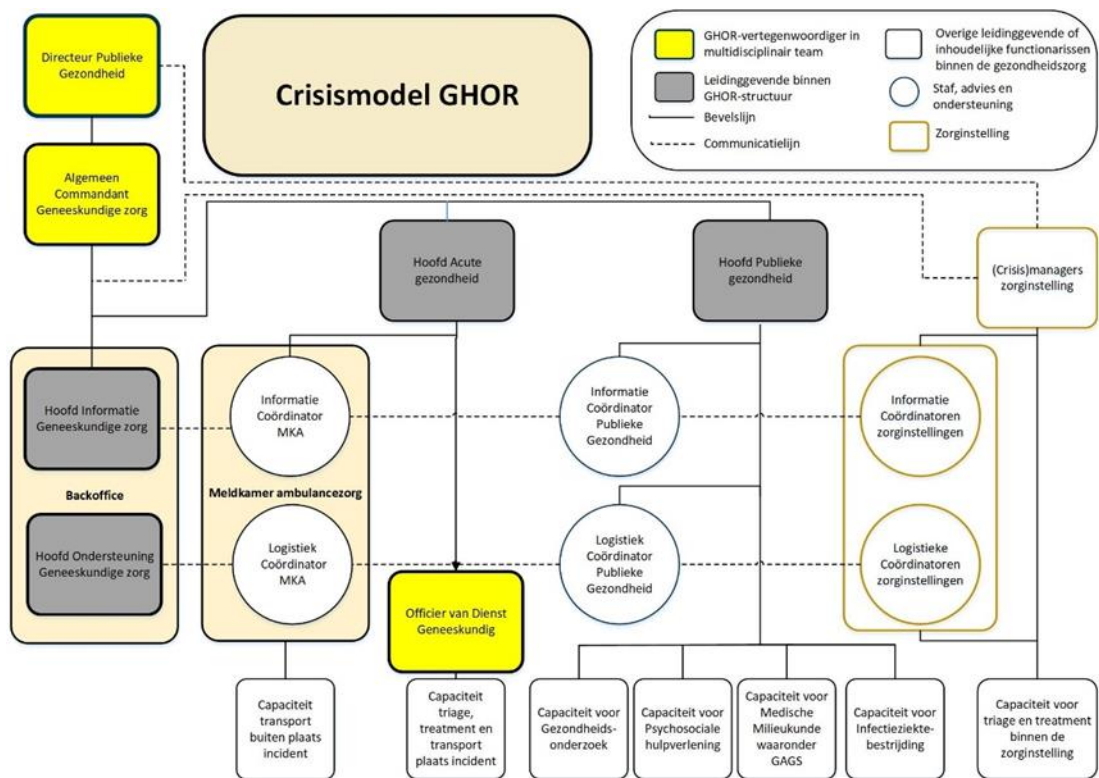 Directeur Publieke
Gezondheid
Crisismodel GHOR
GHOR-vertegenwoordiger in
multidisciplinair team
Leidinggevende binnen
GHOR-structuur
Bevelslijn
Communicatielijn
Overige leidinggevende of
inhoudelijke functionarissen
binnen de gezondheidszorg
Staf, advies en
ondersteuning
Zorginstelling
Algemeen
Commandant
Geneeskundige zorg
Hoofd Acute
gezondheid
Hoofd Publieke
gezondheid
(Crisis)managers
zorginstelling
Hoofd Informatie
Geneeskundige zorg
Backoffice
Hoofd Ondersteuning
Geneeskundige zorg
Informatie
Coördinator
MKA
Meldkamer ambulancezorg
Logistiek
Coördinator
MKA
Officier van Dienst
Geneeskundig
Informatie
Coördinator
Publieke
Gezondheid
Logistiek
Coördinator
Publieke
Gezondheid
Informatie
Coördinatoren
zorginstellingen
Logistieke
Coördinatoren
zorginstellingen
Capaciteit
transport
buiten plaats
incident
Capaciteit
triage,
treatment en
transport
plaats incident
Capaciteit voor
Gezondheids-
onderzoek
Capaciteit voor
Psychosociale
hulpverlening
Capaciteit voor
Medische
Milieukunde
waaronder
GAGS
Capaciteit voor
Infectieziekte-
bestrijding
Capaciteit voor
triage en treatment
binnen de
zorginstelling